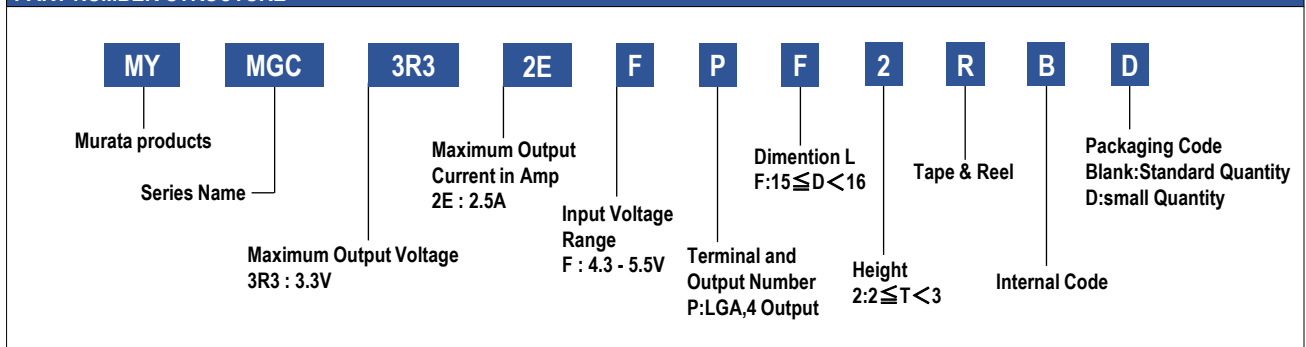 MY MGC 3R3 2E F P F 2 R B D
Murata products
Series Name
Maximum Output Voltage
3R3 : 3.3V
Maximum Output
Current in Amp
2E : 2.5A
Input Voltage
Range
F : 4.3 - 5.5V
Terminal and
Output Number
P:LGA,4 Output
Dimention L
F:15≦D<16
Height
2:2≦T<3
Tape & Reel
Internal Code
Packaging Code
Blank:Standard Quantity
D:small Quantity